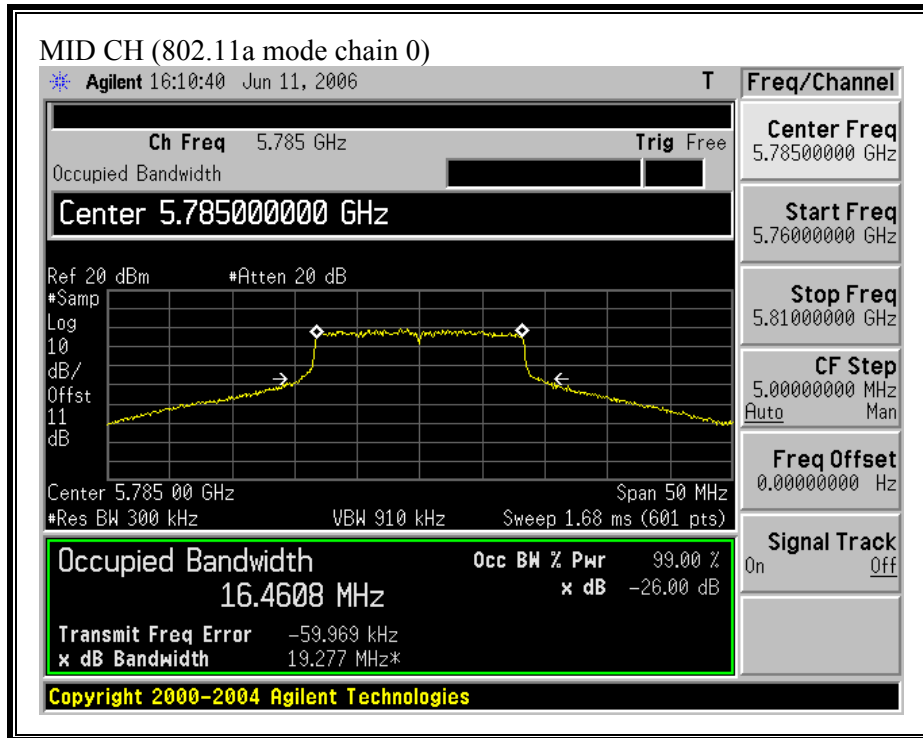 MID CH (802.11a mode chain 0)
Agilent 16:10:40 Jun 11, 2006 T
Freq/Channel
Ch Freq 5.785 GHz Trig Free
Occupied Bandwidth
Center 5.785000000 GHz
Ref 20 dBm #Atten 20 dB
#Samp
Log
10
dB/
Offst
11
dB
Center 5.785 00 GHz Span 50 MHz
#Res BW 300 kHz VBW 910 kHz Sweep 1.68 ms (601 pts)
Occupied Bandwidth Occ BW % Pwr 99.00 %
16.4608 MHz x dB -26.00 dB
Transmit Freq Error -59.969 kHz
x dB Bandwidth 19.277 MHz*
Copyright 2000-2004 Agilent Technologies
Center Freq
5.78500000 GHz
Start Freq
5.76000000 GHz
Stop Freq
5.81000000 GHz
CF Step
5.00000000 MHz
Auto Man
Freq Offset
0.00000000 Hz
Signal Track
On Off